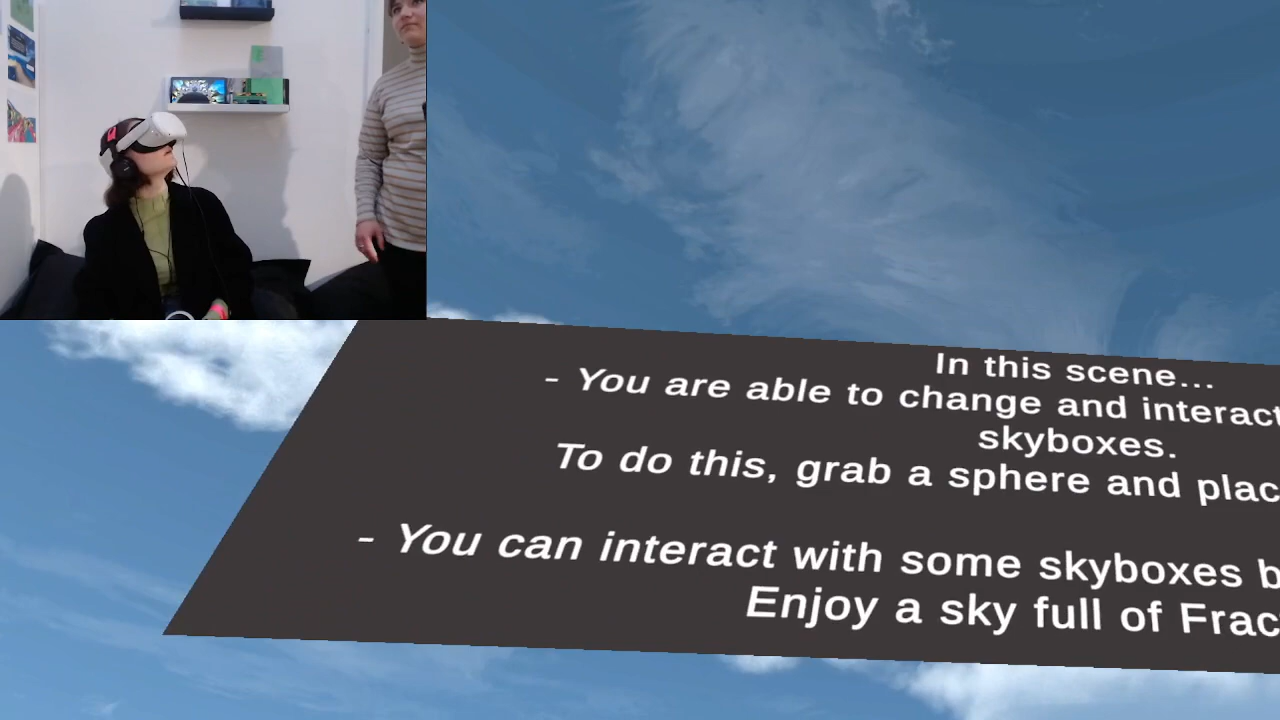 In this scene...
- You are able to change and interact
skyboxes.
To do this, grab a sphere and plac
- You can interact with some skyboxes b
Enjoy a sky full of Frac